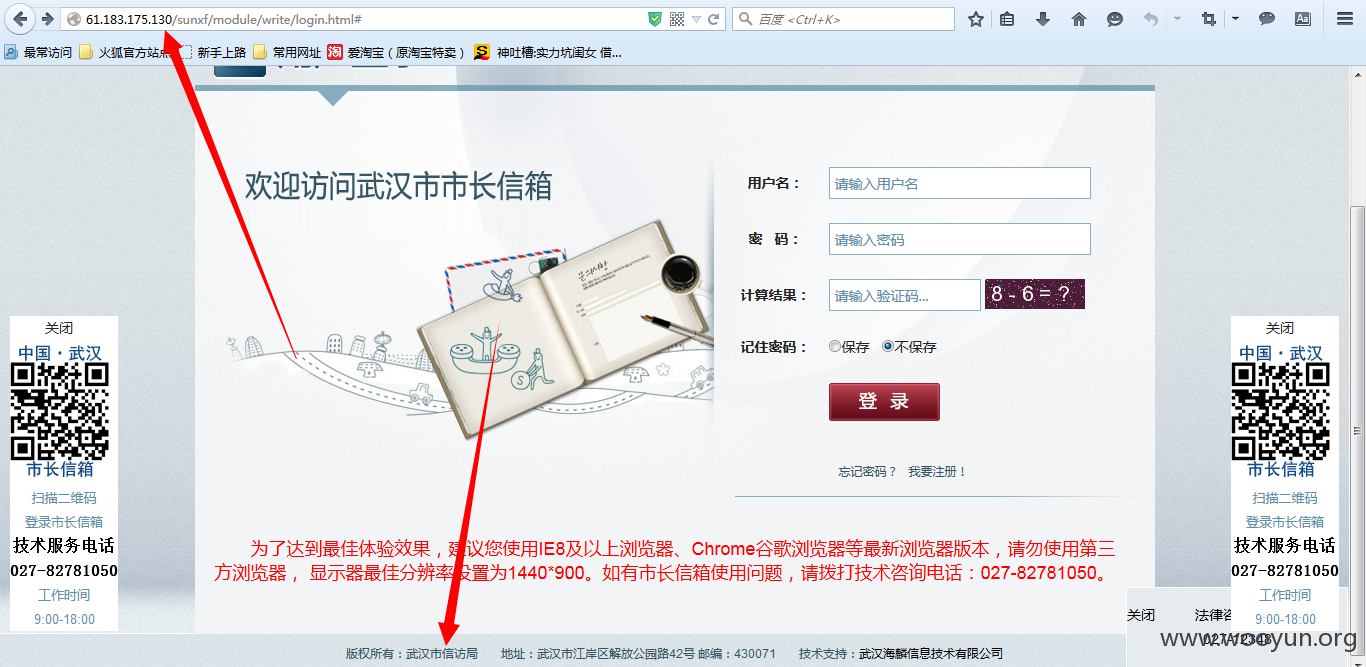 61.183.175.130/sunxf/module/write/login.html#
百度 <Ctrl+K>
最常访问 火狐官方站点 新手上路 常用网址 淘 爱淘宝（原淘宝特卖） S 神吐槽:实力坑闺女 借...
欢迎访问武汉市市长信箱
用户名：
请输入用户名
密 码：
请输入密码
计算结果：
请输入验证码...
8 - 6 = ?
记住密码：
保存 不保存
登 录
忘记密码？ 我要注册！
关闭
中国 · 武汉
市长信箱
扫描二维码
登录市长信箱
技术服务电话
027-82781050
工作时间
9:00-18:00
关闭
中国 · 武汉
市长信箱
扫描二维码
登录市长信箱
技术服务电话
027-82781050
工作时间
9:00-18:00
为了达到最佳体验效果，建议您使用IE8及以上浏览器、Chrome谷歌浏览器等最新浏览器版本，请勿使用第三
方浏览器， 显示器最佳分辨率设置为1440*900。如有市长信箱使用问题，请拨打技术咨询电话：027-82781050。
关闭 法律咨
www.wooyun.org
版权所有：武汉市信访局 地址：武汉市江岸区解放公园路42号 邮编：430071 技术支持：武汉海麟信息技术有限公司